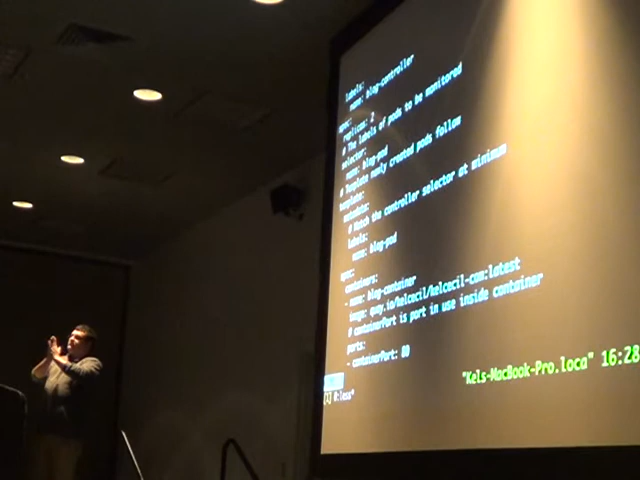 labels:
name: blog-controller
spec:
replicas: 2
# The labels of pods to be monitored
selector:
name: blog-pod
# Template newly created pods follow
template:
metadata:
# Match the controller selector at minimum
labels:
name: blog-pod
spec:
containers:
- name: blog-container
image: quay.io/kelcecil/kelcecil-com:latest
# containerPort is port in use inside container
ports:
- containerPort: 80
"Kels-MacBook-Pro.loca" 16:28
[1] 0:less*